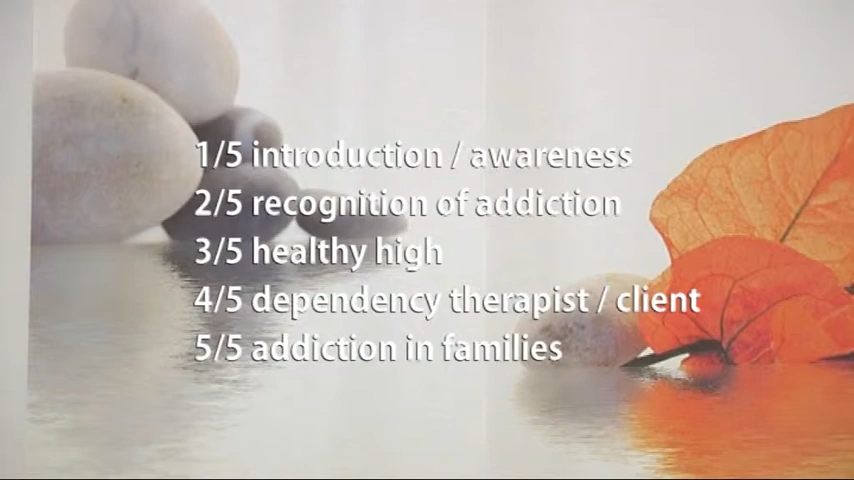 1/5 introduction / awareness
2/5 recognition of addiction
3/5 healthy high
4/5 dependency therapist / client
5/5 addiction in families